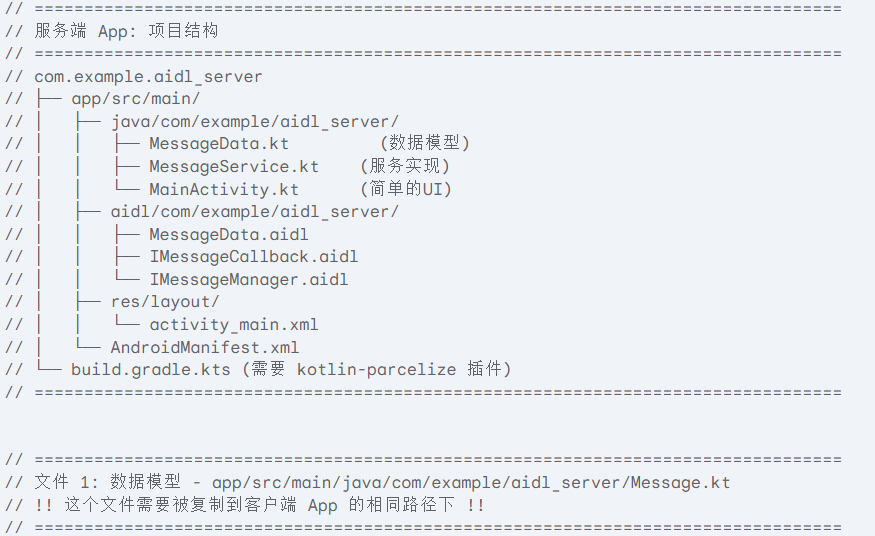 // =================================================================================
// 服务端 App: 项目结构
// =================================================================================
// com.example.aidl_server
// ├── app/src/main/
// │   ├── java/com/example/aidl_server/
// │   │   ├── MessageData.kt         (数据模型)
// │   │   ├── MessageService.kt    (服务实现)
// │   │   └── MainActivity.kt      (简单的UI)
// │   ├── aidl/com/example/aidl_server/
// │   │   ├── MessageData.aidl
// │   │   ├── IMessageCallback.aidl
// │   │   └── IMessageManager.aidl
// │   ├── res/layout/
// │   │   └── activity_main.xml
// │   └── AndroidManifest.xml
// └── build.gradle.kts (需要 kotlin-parcelize 插件)
// =================================================================================
// =================================================================================
// 文件 1: 数据模型 - app/src/main/java/com/example/aidl_server/Message.kt
// !! 这个文件需要被复制到客户端 App 的相同路径下 !!
// =================================================================================